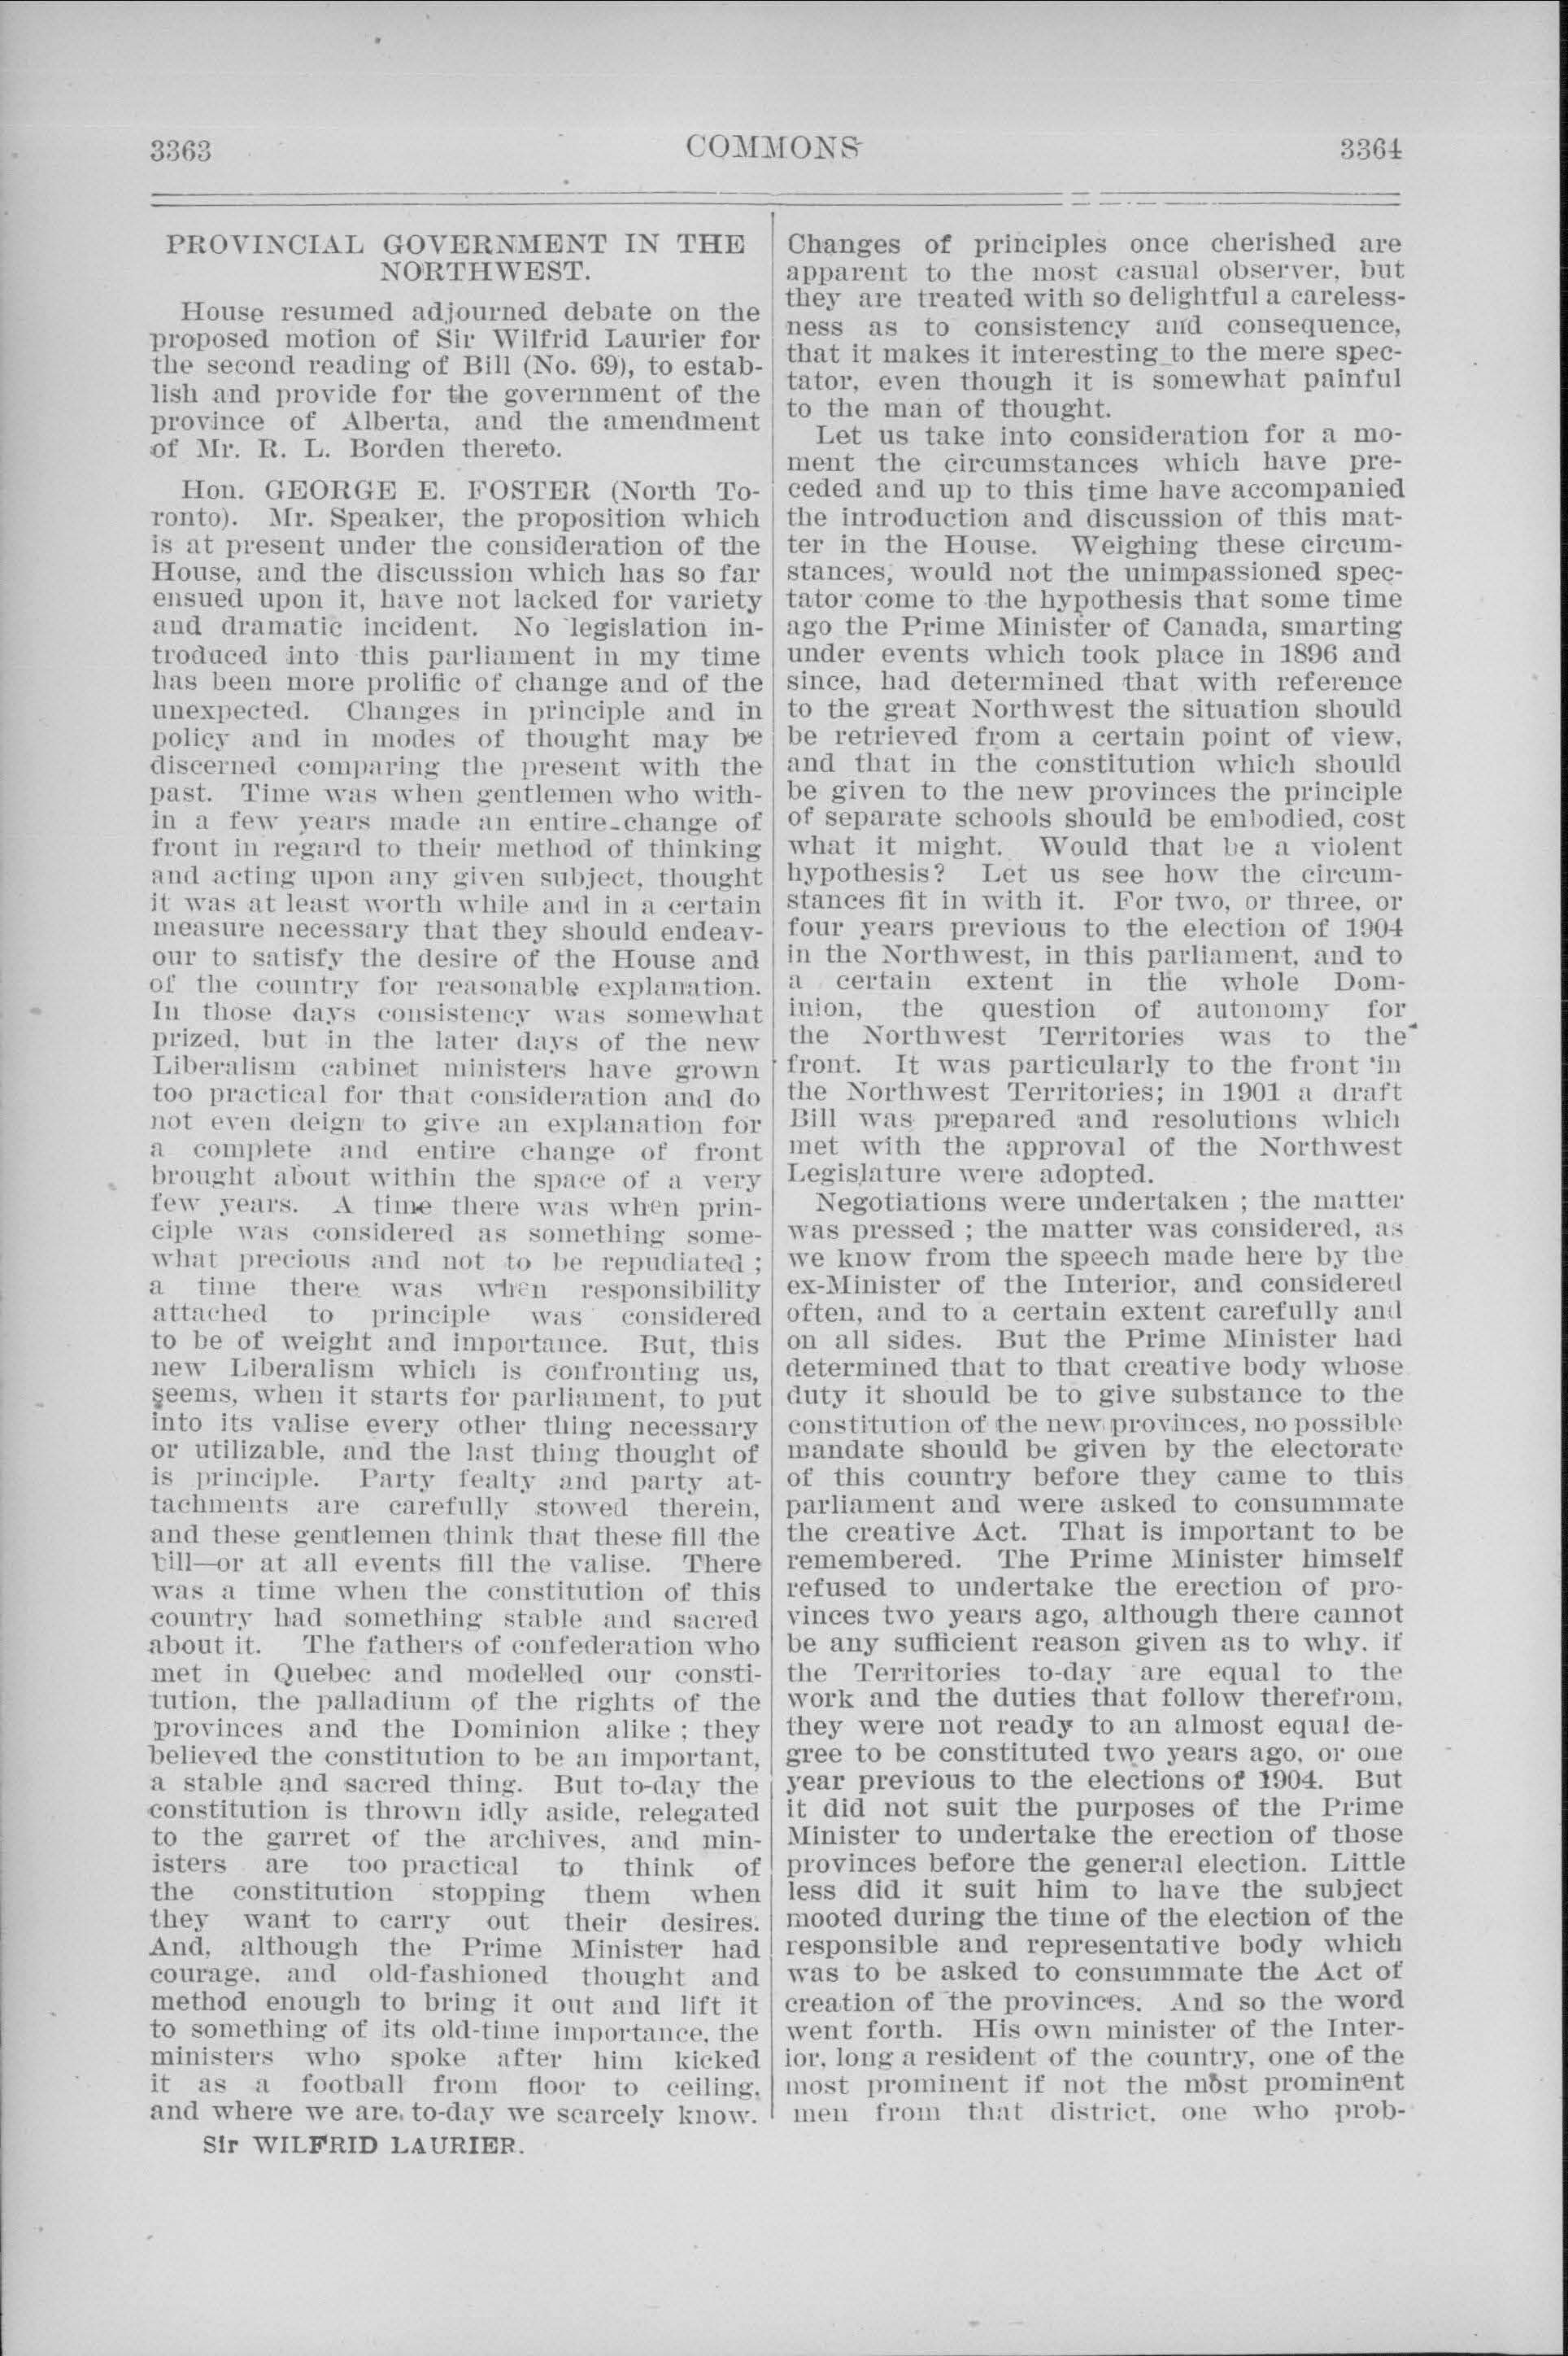 3363
COMMONS
3364
PROVINCIAL GOVERNMENT IN THE
NORTHWEST.
House resumed adjourned debate on the
proposed motion of Sir Wilfrid Laurier for
the second reading of Bill (No. 69), to estab-
lish and provide for the government of the
province of Alberta, and the amendment
of Mr. R. L. Borden thereto.
Hon. GEORGE E. FOSTER (North To-
ronto). Mr. Speaker, the proposition which
is at present under the consideration of the
House, and the discussion which has so far
ensued upon it, have not lacked for variety
and dramatic incident. No legislation in-
troduced into this parliament in my time
has been more prolific of change and of the
unexpected. Changes in principle and in
policy and in modes of thought may be
discerned comparing the present with the
past. Time was when gentlemen who with-
in a few years made an entire change of
front in regard to their method of thinking
and acting upon any given subject, thought
it was at least worth while and in a certain
measure necessary that they should endeav-
our to satisfy the desire of the House and
of the country for reasonable explanation.
In those days consistency was somewhat
prized, but in the later days of the new
Liberalism cabinet ministers have grown
too practical for that consideration and do
not even deign to give an explanation for
a complete and entire change of front
brought about within the space of a very
few years. A time there was when prin-
ciple was considered as something some-
what precious and not to be repudiated ;
a time there was when responsibility
attached to principle was considered
to be of weight and importance. But, this
new Liberalism which is confronting us,
seems, when it starts for parliament, to put
into its valise every other thing necessary
or utilizable, and the last thing thought of
is principle. Party fealty and party at-
tachments are carefully stowed therein,
and these gentlemen think that these fill the
bill—or at all events fill the valise. There
was a time when the constitution of this
country had something stable and sacred
about it. The fathers of confederation who
met in Quebec and modelled our consti-
tution, the palladium of the rights of the
provinces and the Dominion alike ; they
believed the constitution to be an important,
a stable and sacred thing. But to-day the
constitution is thrown idly aside, relegated
to the garret of the archives, and min-
isters are too practical to think of
the constitution stopping them when
they want to carry out their desires.
And, although the Prime Minister had
courage, and old-fashioned thought and
method enough to bring it out and lift it
to something of its old-time importance, the
ministers who spoke after him kicked
it as a football from floor to ceiling,
and where we are, to-day we scarcely know.
Sir WILFRID LAURIER.
Changes of principles once cherished are
apparent to the most casual observer, but
they are treated with so delightful a careless-
ness as to consistency and consequence,
that it makes it interesting to the mere spec-
tator, even though it is somewhat painful
to the man of thought.
Let us take into consideration for a mo-
ment the circumstances which have pre-
ceded and up to this time have accompanied
the introduction and discussion of this mat-
ter in the House. Weighing these circum-
stances, would not the unimpassioned spec-
tator come to the hypothesis that some time
ago the Prime Minister of Canada, smarting
under events which took place in 1896 and
since, had determined that with reference
to the great Northwest the situation should
be retrieved from a certain point of view,
and that in the constitution which should
be given to the new provinces the principle
of separate schools should be embodied, cost
what it might. Would that be a violent
hypothesis? Let us see how the circum-
stances fit in with it. For two, or three, or
four years previous to the election of 1904
in the Northwest, in this parliament, and to
a certain extent in the whole Dom-
inion, the question of autonomy for
the Northwest Territories was to the
front. It was particularly to the front in
the Northwest Territories; in 1901 a draft
Bill was prepared and resolutions which
met with the approval of the Northwest
Legislature were adopted.
Negotiations were undertaken ; the matter
was pressed ; the matter was considered, as
we know from the speech made here by the
ex-Minister of the Interior, and considered
often, and to a certain extent carefully and
on all sides. But the Prime Minister had
determined that to that creative body whose
duty it should be to give substance to the
constitution of the new provinces, no possible
mandate should be given by the electorate
of this country before they came to this
parliament and were asked to consummate
the creative Act. That is important to be
remembered. The Prime Minister himself
refused to undertake the erection of pro-
vinces two years ago, although there cannot
be any sufficient reason given as to why, if
the Territories to-day are equal to the
work and the duties that follow therefrom,
they were not ready to an almost equal de-
gree to be constituted two years ago, or one
year previous to the elections of 1904. But
it did not suit the purposes of the Prime
Minister to undertake the erection of those
provinces before the general election. Little
less did it suit him to have the subject
mooted during the time of the election of the
responsible and representative body which
was to be asked to consummate the Act of
creation of the provinces. And so the word
went forth. His own minister of the Inter-
ior, long a resident of the country, one of the
most prominent if not the most prominent
men from that district, one who prob-